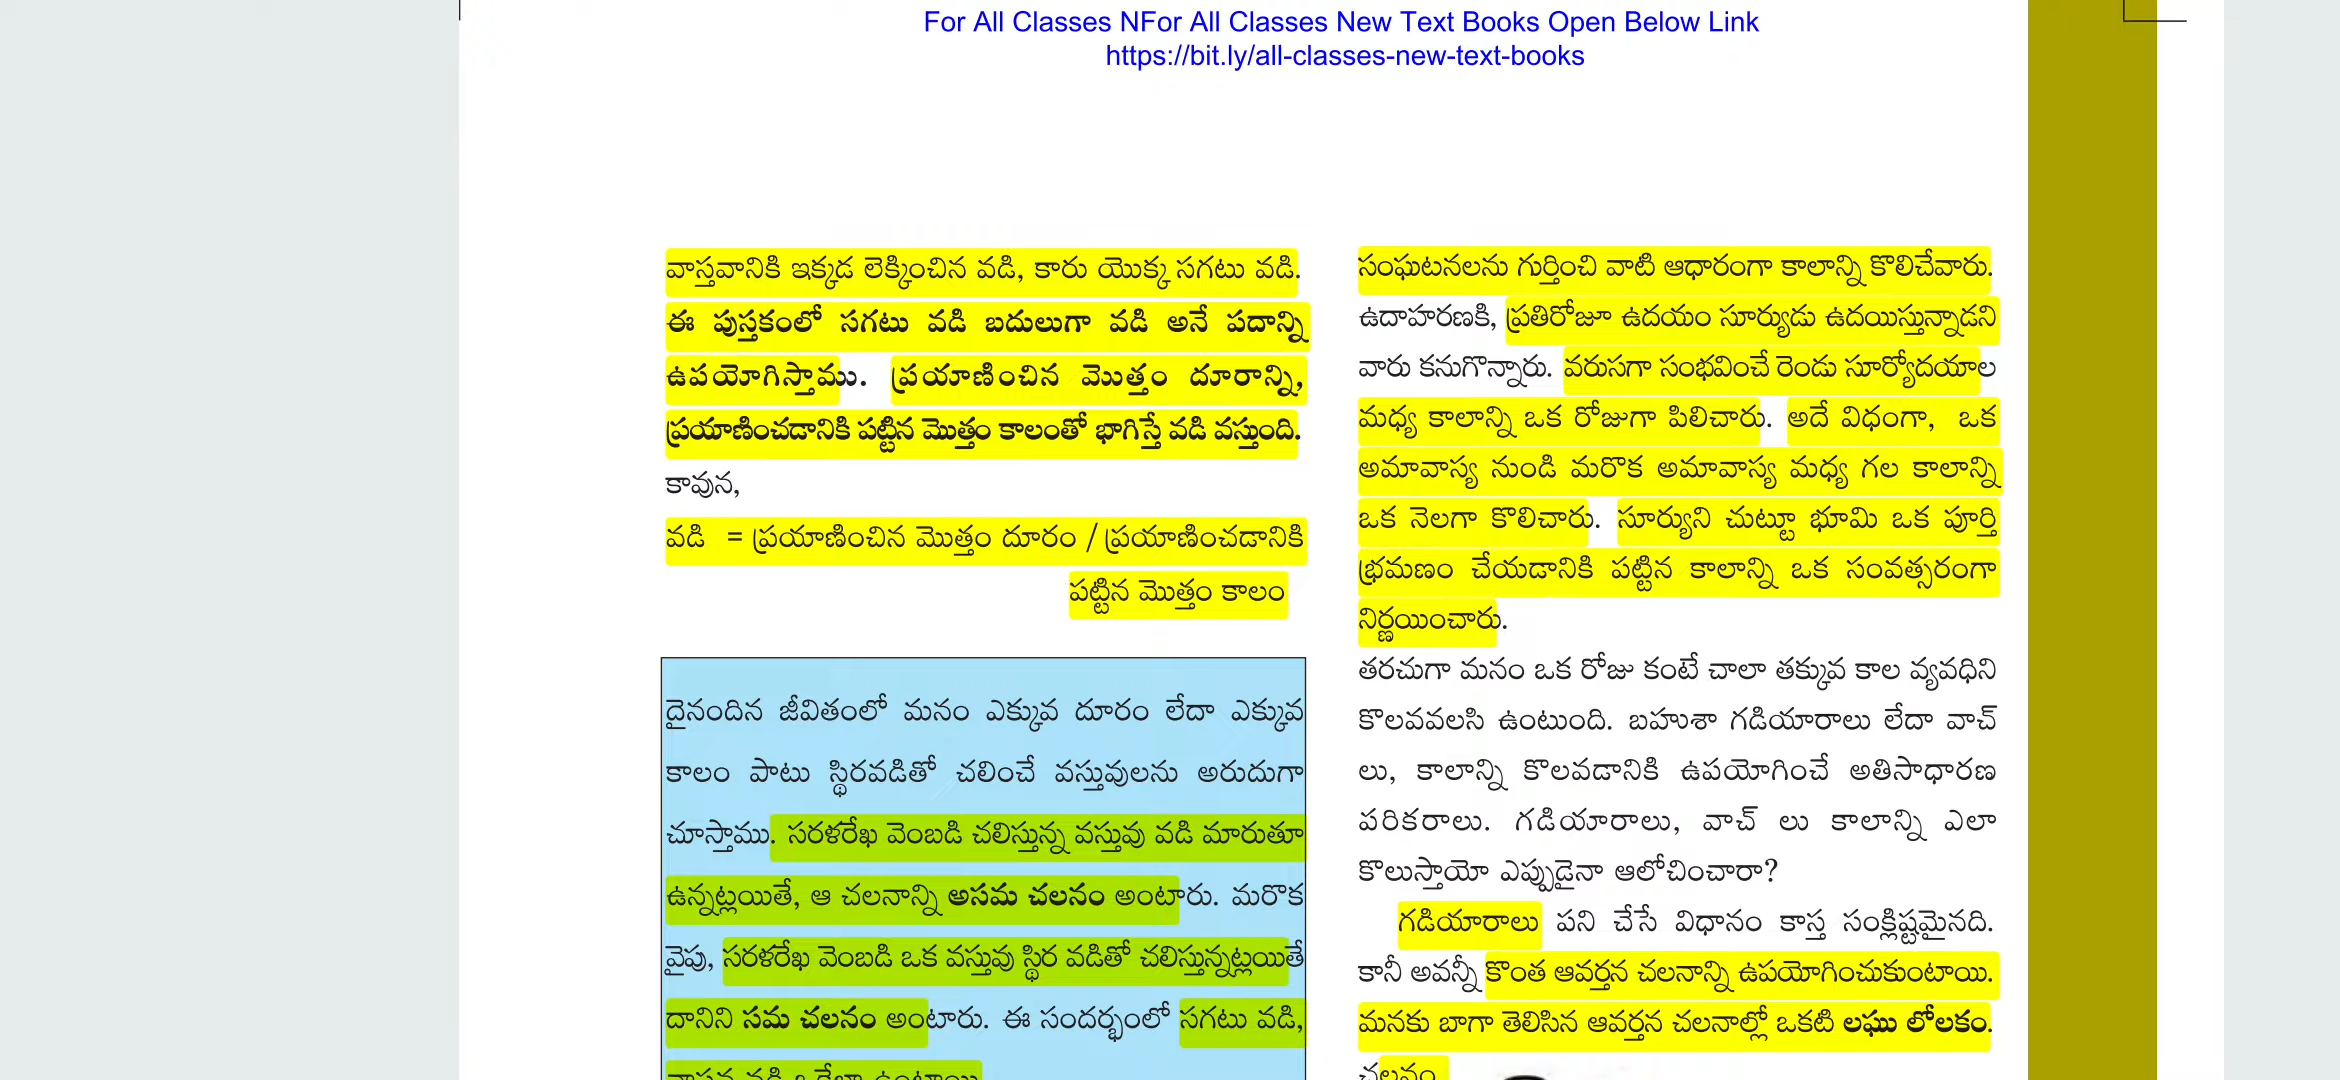 For All Classes NFor All Classes New Text Books Open Below Link
https://bit.ly/all-classes-new-text-books
వాస్తవానికి ఇక్కడ లెక్కించిన వడి, కారు యొక్క సగటు వడి.
ఈ పుస్తకంలో సగటు వడి బదులుగా వడి అనే పదాన్ని
ఉపయోగిస్తాము. ప్రయాణించిన మొత్తం దూరాన్ని,
ప్రయాణించడానికి పట్టిన మొత్తం కాలంతో భాగిస్తే వడి వస్తుంది.
కావున,
వడి = ప్రయాణించిన మొత్తం దూరం / ప్రయాణించడానికి
పట్టిన మొత్తం కాలం
దైనందిన జీవితంలో మనం ఎక్కువ దూరం లేదా ఎక్కువ
కాలం పాటు స్థిరవడితో చలించే వస్తువులను అరుదుగా
చూస్తాము. సరళరేఖ వెంబడి చలిస్తున్న వస్తువు వడి మారుతూ
ఉన్నట్లయితే, ఆ చలనాన్ని అసమ చలనం అంటారు. మరొక
వైపు, సరళరేఖ వెంబడి ఒక వస్తువు స్థిర వడితో చలిస్తున్నట్లయితే
దానిని సమ చలనం అంటారు. ఈ సందర్భంలో సగటు వడి,
సంఘటనలను గుర్తించి వాటి ఆధారంగా కాలాన్ని కొలిచేవారు.
ఉదాహరణకి, ప్రతిరోజూ ఉదయం సూర్యుడు ఉదయిస్తున్నాడని
వారు కనుగొన్నారు. వరుసగా సంభవించే రెండు సూర్యోదయాల
మధ్య కాలాన్ని ఒక రోజుగా పిలిచారు. అదే విధంగా, ఒక
అమావాస్య నుండి మరొక అమావాస్య మధ్య గల కాలాన్ని
ఒక నెలగా కొలిచారు. సూర్యుని చుట్టూ భూమి ఒక పూర్తి
భ్రమణం చేయడానికి పట్టిన కాలాన్ని ఒక సంవత్సరంగా
నిర్ణయించారు.
తరచుగా మనం ఒక రోజు కంటే చాలా తక్కువ కాల వ్యవధిని
కొలవవలసి ఉంటుంది. బహుశా గడియారాలు లేదా వాచ్
లు, కాలాన్ని కొలవడానికి ఉపయోగించే అతిసాధారణ
పరికరాలు. గడియారాలు, వాచ్ లు కాలాన్ని ఎలా
కొలుస్తాయో ఎప్పుడైనా ఆలోచించారా?
గడియారాలు పని చేసే విధానం కాస్త సంక్లిష్టమైనది.
కానీ అవన్నీ కొంత ఆవర్తన చలనాన్ని ఉపయోగించుకుంటాయి.
మనకు బాగా తెలిసిన ఆవర్తన చలనాల్లో ఒకటి లఘు లోలకం.
చలనం